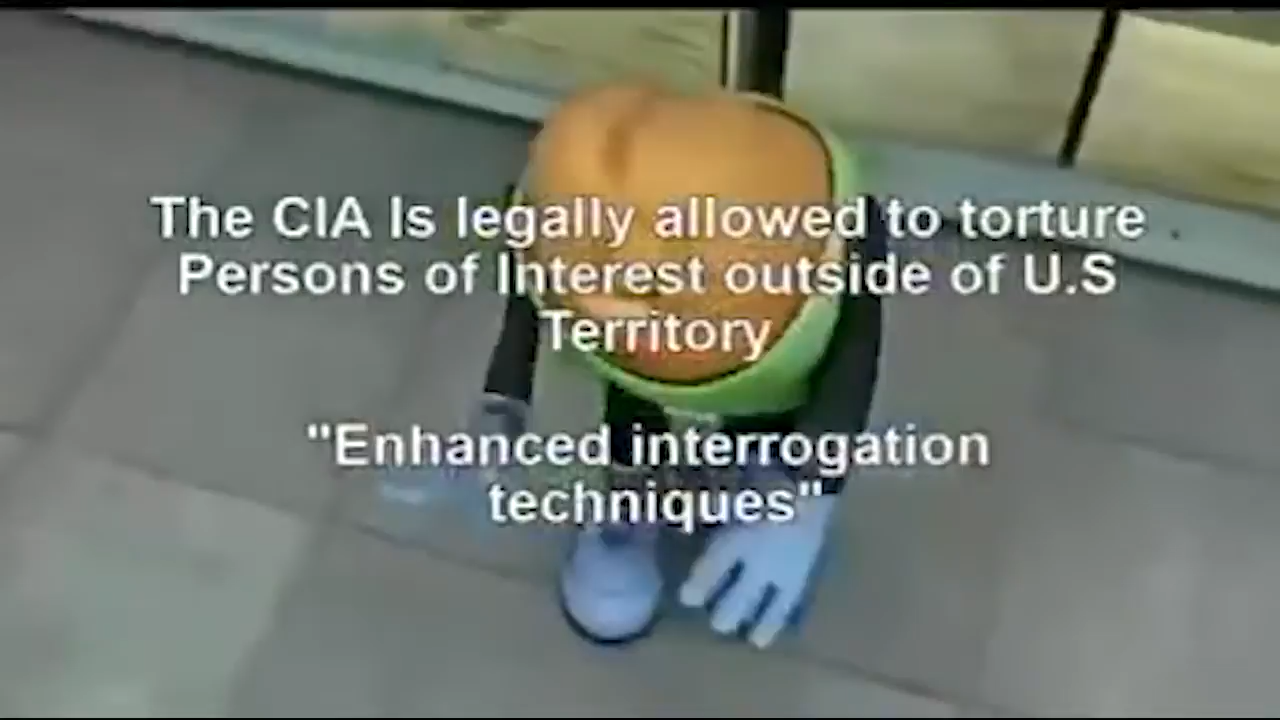 The CIA Is legally allowed to torture
Persons of Interest outside of U.S
Territory
"Enhanced interrogation
techniques"